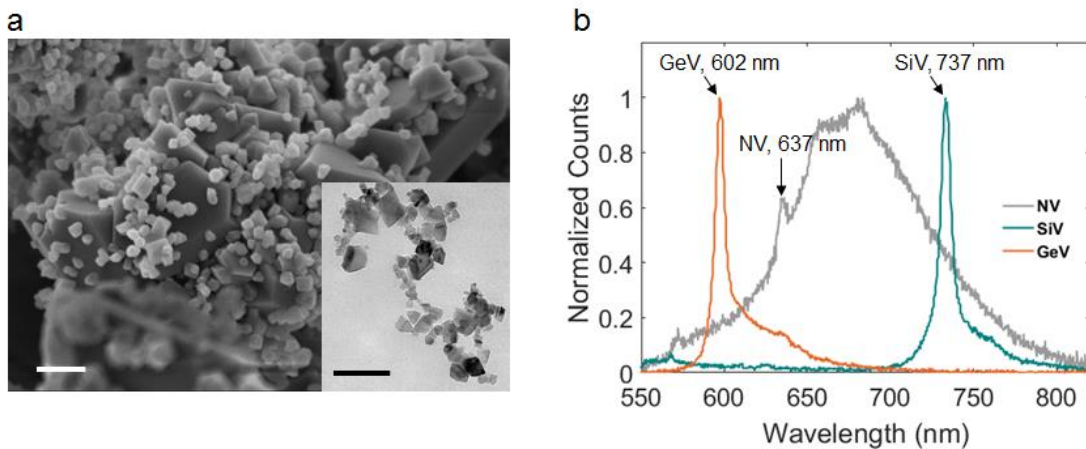 a
b
GeV, 602 nm
SiV, 737 nm
NV, 637 nm
Normalized Counts
1
0.8
0.6
0.4
0.2
0
NV
SiV
GeV
550
600
650
700
750
800
Wavelength (nm)